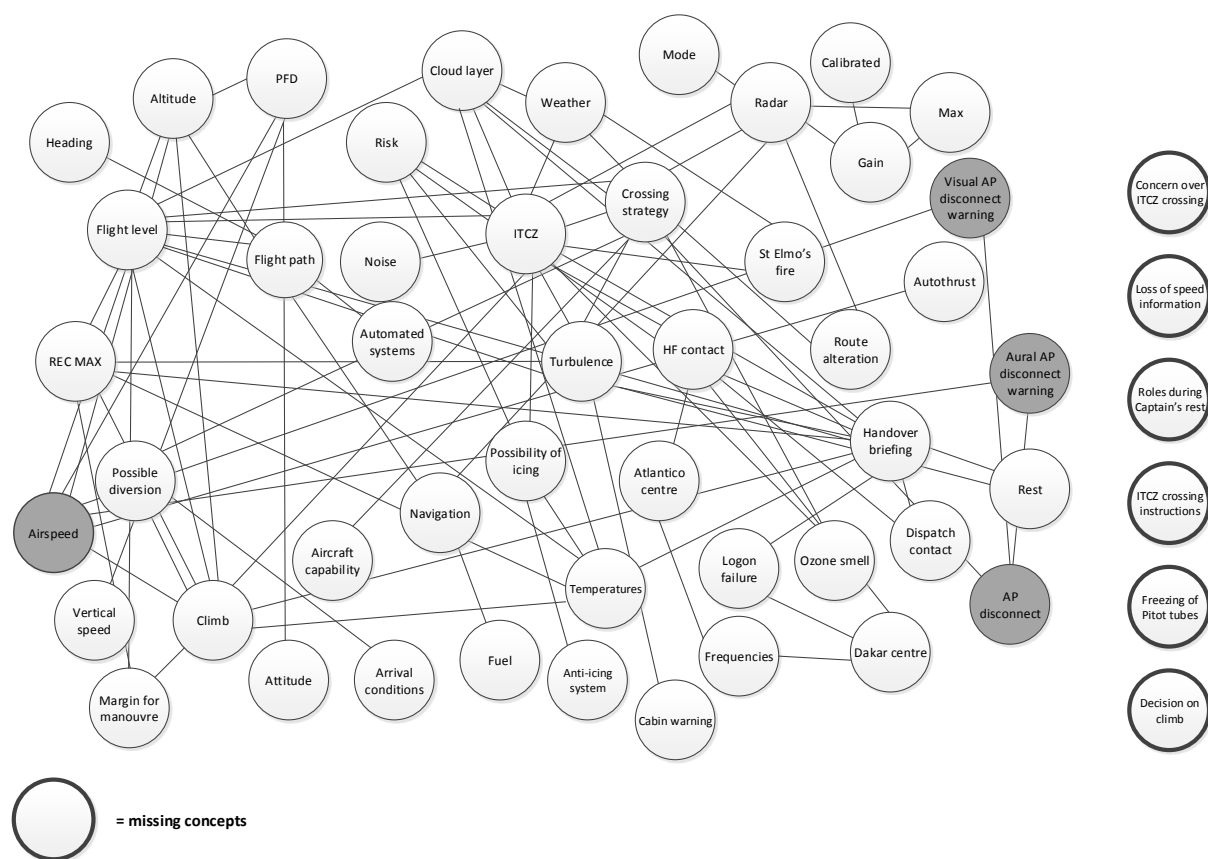 Mode
Calibrated
Cloud layer
PFD
Altitude
Weather
Radar
Max
Heading
Risk
Gain
Visual AP
disconnect
warning
Concern over
ITCZ crossing
Crossing
strategy
Flight level
ITCZ
Flight path
Noise
St Elmo’s
fire
Autothrust
Loss of speed
information
Automated
systems
REC MAX
Turbulence
HF contact
Route
alteration
Aural AP
disconnect
warning
Roles during
Captain’s rest
Handover
briefing
Possible
diversion
Possibility of
icing
Atlantico
centre
Rest
ITCZ crossing
instructions
Airspeed
Navigation
Dispatch
contact
Aircraft
capability
Logon
failure
Ozone smell
Temperatures
AP
disconnect
Freezing of
Pitot tubes
Vertical
speed
Climb
Fuel
Frequencies
Dakar centre
Attitude
Arrival
conditions
Anti-icing
system
Margin for
manouvre
Cabin warning
Decision on
climb
= missing concepts